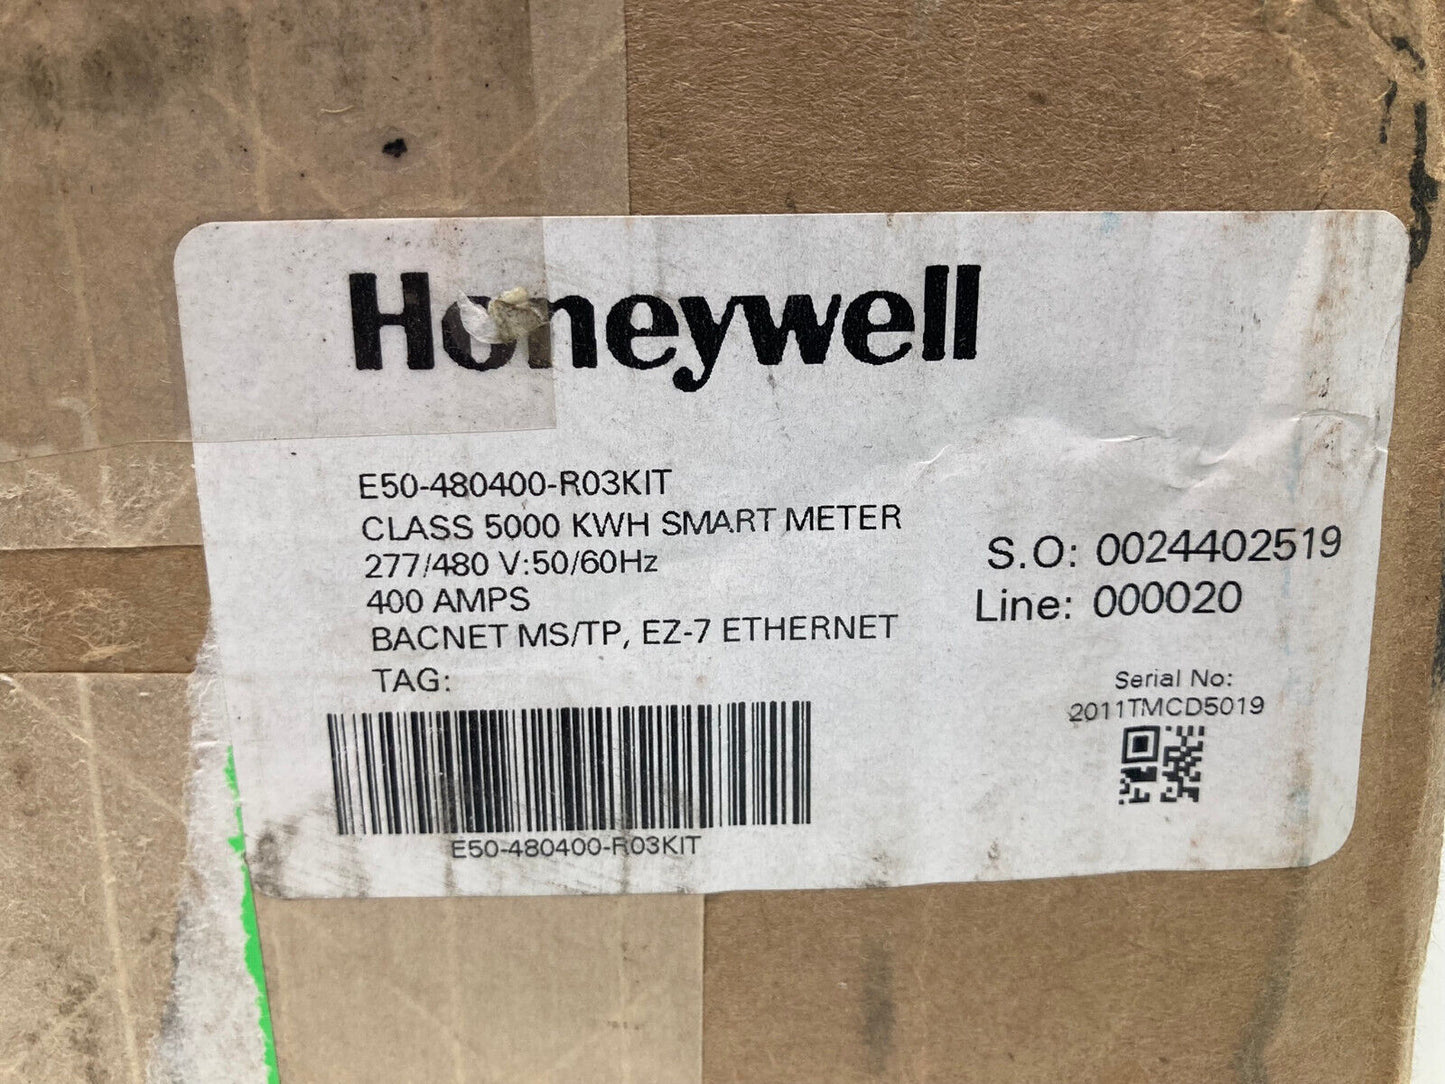 Honeywell
E50-480400-R03KIT
CLASS 5000 KWH SMART METER
277/480 V:50/60Hz
400 AMPS
BACNET MS/TP, EZ-7 ETHERNET
TAG:
E50-480400-R03KIT
S.O: 0024402519
Line: 000020
Serial No:
2011TMCD5019